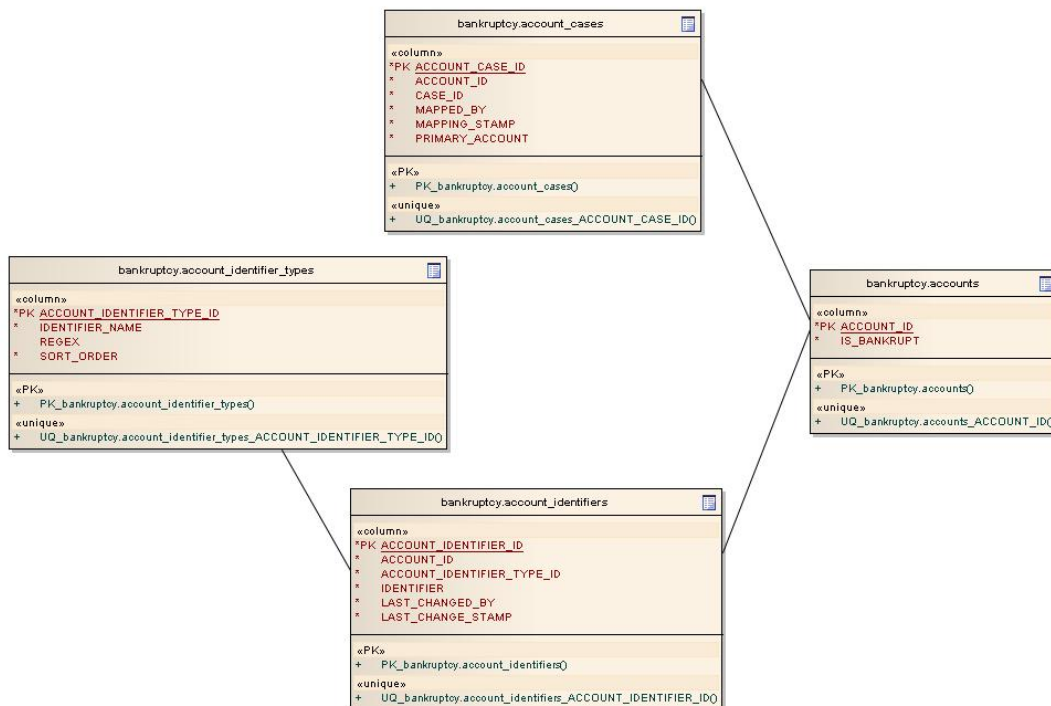 bankruptcy.account_cases
«column»
*PK ACCOUNT_CASE_ID
* ACCOUNT_ID
* CASE_ID
* MAPPED_BY
* MAPPING_STAMP
* PRIMARY_ACCOUNT
«PK»
+ PK_bankruptcy.account_cases()
«unique»
+ UQ_bankruptcy.account_cases_ACCOUNT_CASE_ID()
bankruptcy.account_identifier_types
«column»
*PK ACCOUNT_IDENTIFIER_TYPE_ID
* IDENTIFIER_NAME
REGEX
* SORT_ORDER
«PK»
+ PK_bankruptcy.account_identifier_types()
«unique»
+ UQ_bankruptcy.account_identifier_types_ACCOUNT_IDENTIFIER_TYPE_ID()
bankruptcy.accounts
«column»
*PK ACCOUNT_ID
* IS_BANKRUPT
«PK»
+ PK_bankruptcy.accounts()
«unique»
+ UQ_bankruptcy.accounts_ACCOUNT_ID()
bankruptcy.account_identifiers
«column»
*PK ACCOUNT_IDENTIFIER_ID
* ACCOUNT_ID
* ACCOUNT_IDENTIFIER_TYPE_ID
* IDENTIFIER
* LAST_CHANGED_BY
* LAST_CHANGE_STAMP
«PK»
+ PK_bankruptcy.account_identifiers()
«unique»
+ UQ_bankruptcy.account_identifiers_ACCOUNT_IDENTIFIER_ID()